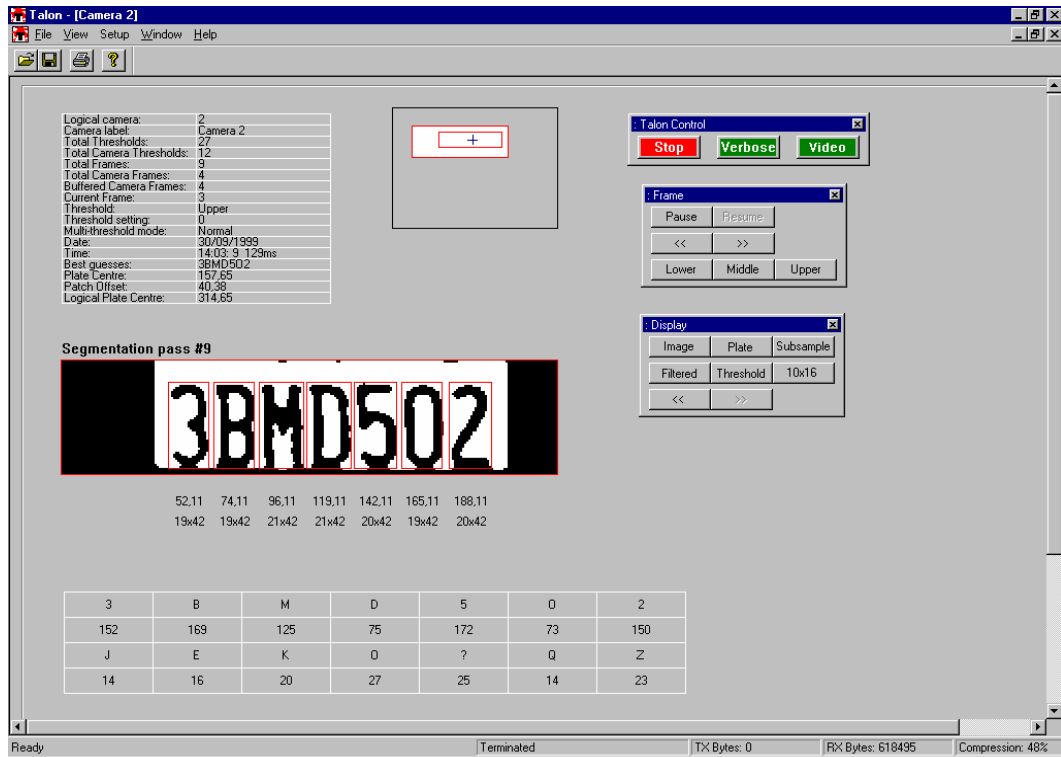 Talon - [Camera 2]
File View Setup Window Help
Logical camera: 2
Camera label: Camera 2
Total Thresholds: 27
Total Camera Thresholds: 12
Total Frames: 9
Total Camera Frames: 4
Buffered Camera Frames: 4
Current Frame: 3
Threshold: Upper
Threshold setting: 0
Multi-threshold mode: Normal
Date: 30/09/1999
Time: 14:03: 9 129ms
Best guesses: 3BMD5O2
Plate Centre: 157,65
Patch Offset: 40,38
Logical Plate Centre: 314,65
: Talon Control
Stop Verbose Video
: Frame
Pause Resume
<< >>
Lower Middle Upper
: Display
Image Plate Subsample
Filtered Threshold 10x16
<< >>
Segmentation pass #9
3BMD502
52,11 74,11 96,11 119,11 142,11 165,11 188,11
19x42 19x42 21x42 21x42 20x42 19x42 20x42
3 B M D 5 O 2
152 169 125 75 172 73 150
J E K O ? Q Z
14 16 20 27 25 14 23
Ready Terminated TX Bytes: 0 RX Bytes: 618495 Compression: 48%